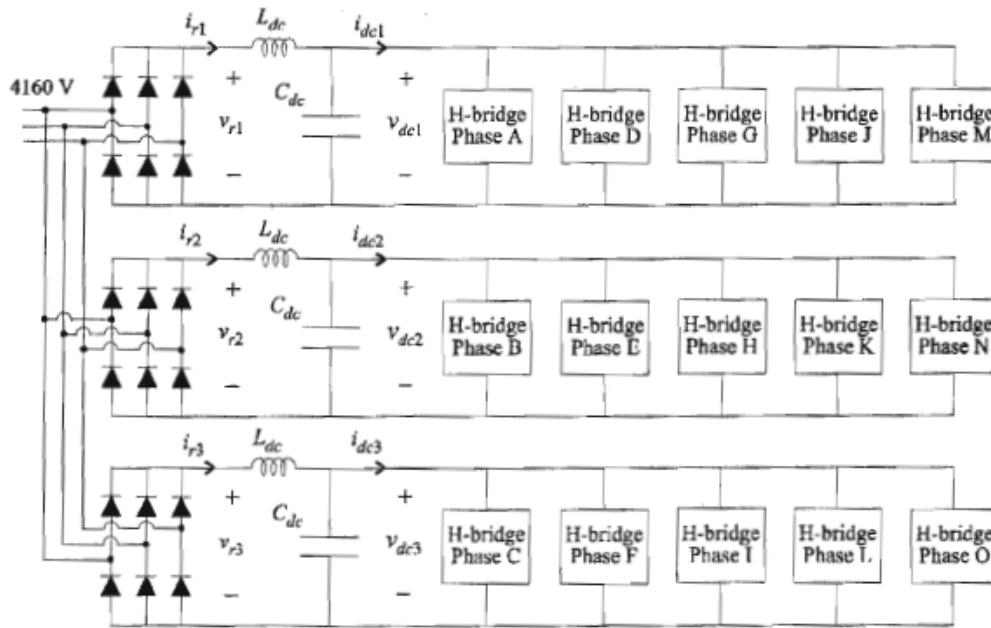 i_r1 L_dc i_dc1
4160 V
+ +
C_dc
v_r1 v_dc1
− −
H-bridge Phase A
H-bridge Phase D
H-bridge Phase G
H-bridge Phase J
H-bridge Phase M
i_r2 L_dc i_dc2
+ +
C_dc
v_r2 v_dc2
− −
H-bridge Phase B
H-bridge Phase E
H-bridge Phase H
H-bridge Phase K
H-bridge Phase N
i_r3 L_dc i_dc3
+ +
C_dc
v_r3 v_dc3
− −
H-bridge Phase C
H-bridge Phase F
H-bridge Phase I
H-bridge Phase L
H-bridge Phase O